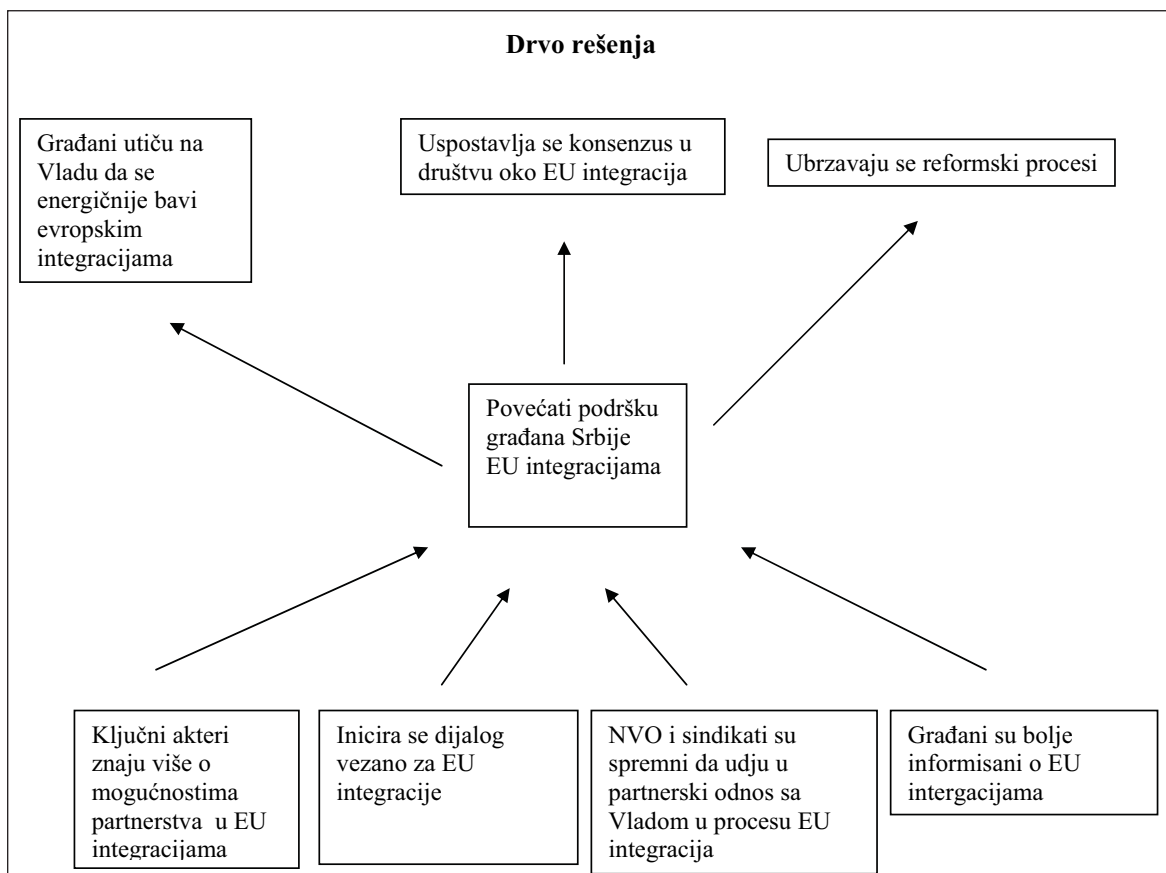 Drvo rešenja
Građani utiču na
Vladu da se
energičnije bavi
evropskim
integracijama
Uspostavlja se konsenzus u
društvu oko EU integracija
Ubrzavaju se reformski procesi
Povećati podršku
građana Srbije
EU integracijama
Ključni akteri
znaju više o
mogućnostima
partnerstva u EU
integracijama
Inicira se dijalog
vezano za EU
integracije
NVO i sindikati su
spremni da udju u
partnerski odnos sa
Vladom u procesu EU
integracija
Građani su bolje
informisani o EU
intergacijama